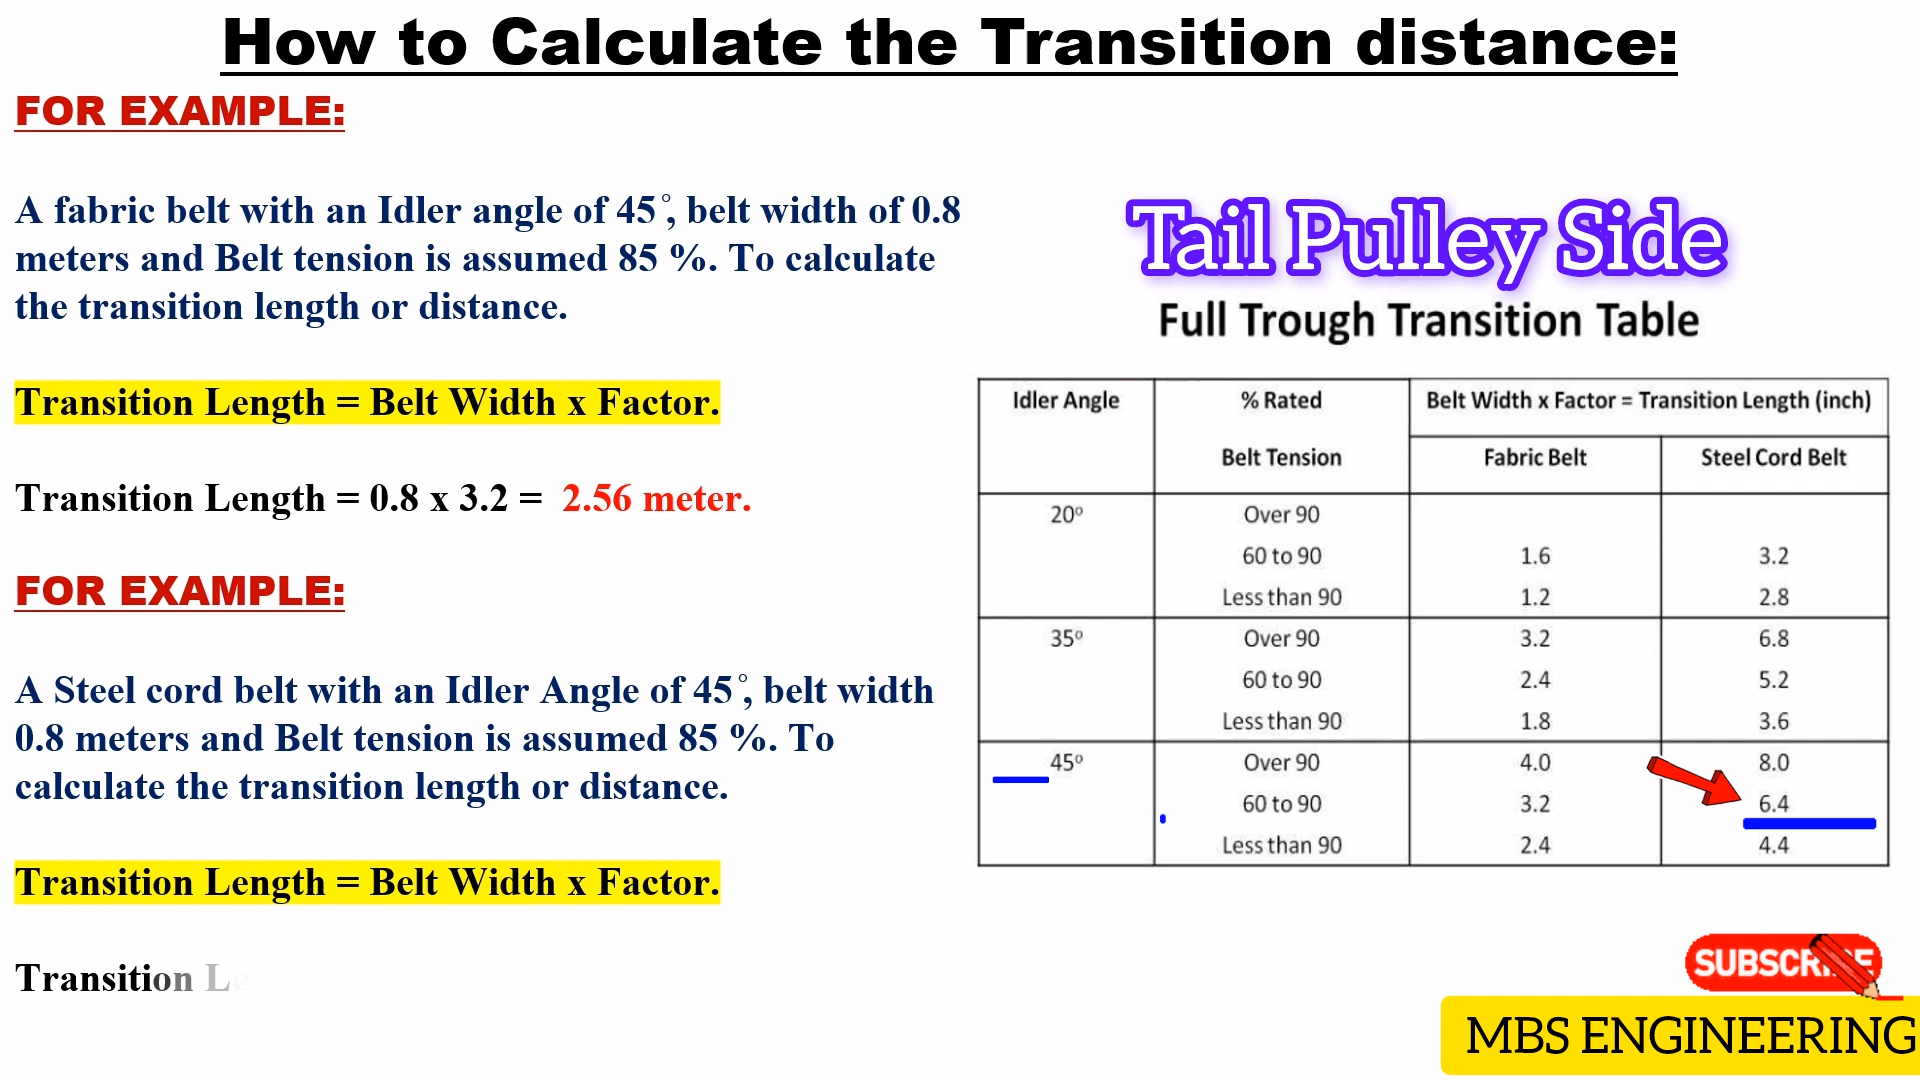 How to Calculate the Transition distance:
FOR EXAMPLE:
A fabric belt with an Idler angle of 45°, belt width of 0.8
meters and Belt tension is assumed 85 %. To calculate
the transition length or distance.
Transition Length = Belt Width x Factor.
Transition Length = 0.8 x 3.2 = 2.56 meter.
FOR EXAMPLE:
A Steel cord belt with an Idler Angle of 45°, belt width
0.8 meters and Belt tension is assumed 85 %. To
calculate the transition length or distance.
Transition Length = Belt Width x Factor.
Transition Le
Tail Pulley Side
Full Trough Transition Table
Idler Angle % Rated Belt Width x Factor = Transition Length (inch)
Belt Tension Fabric Belt Steel Cord Belt
20° Over 90
60 to 90 1.6 3.2
Less than 90 1.2 2.8
35° Over 90 3.2 6.8
60 to 90 2.4 5.2
Less than 90 1.8 3.6
45° Over 90 4.0 8.0
60 to 90 3.2 6.4
Less than 90 2.4 4.4
SUBSCRIBE
MBS ENGINEERING